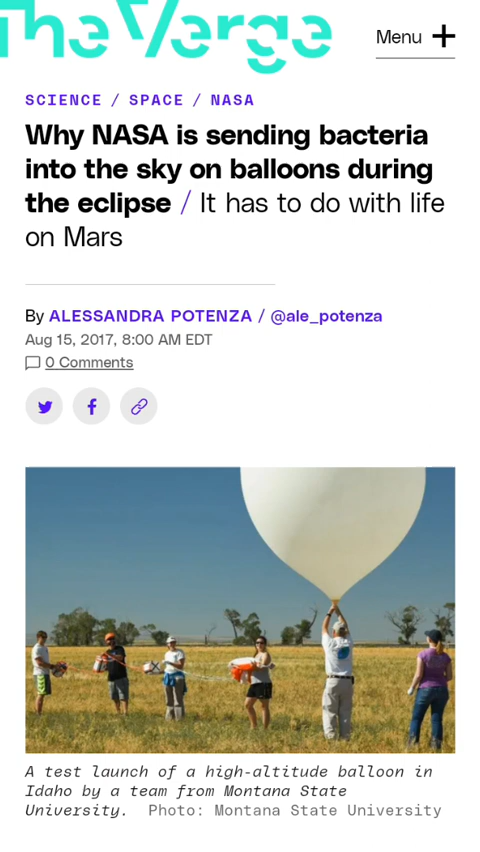 The Verge
Menu +
SCIENCE / SPACE / NASA
Why NASA is sending bacteria
into the sky on balloons during
the eclipse / It has to do with life
on Mars
By ALESSANDRA POTENZA / @ale_potenza
Aug 15, 2017, 8:00 AM EDT
0 Comments
A test launch of a high-altitude balloon in
Idaho by a team from Montana State
University. Photo: Montana State University